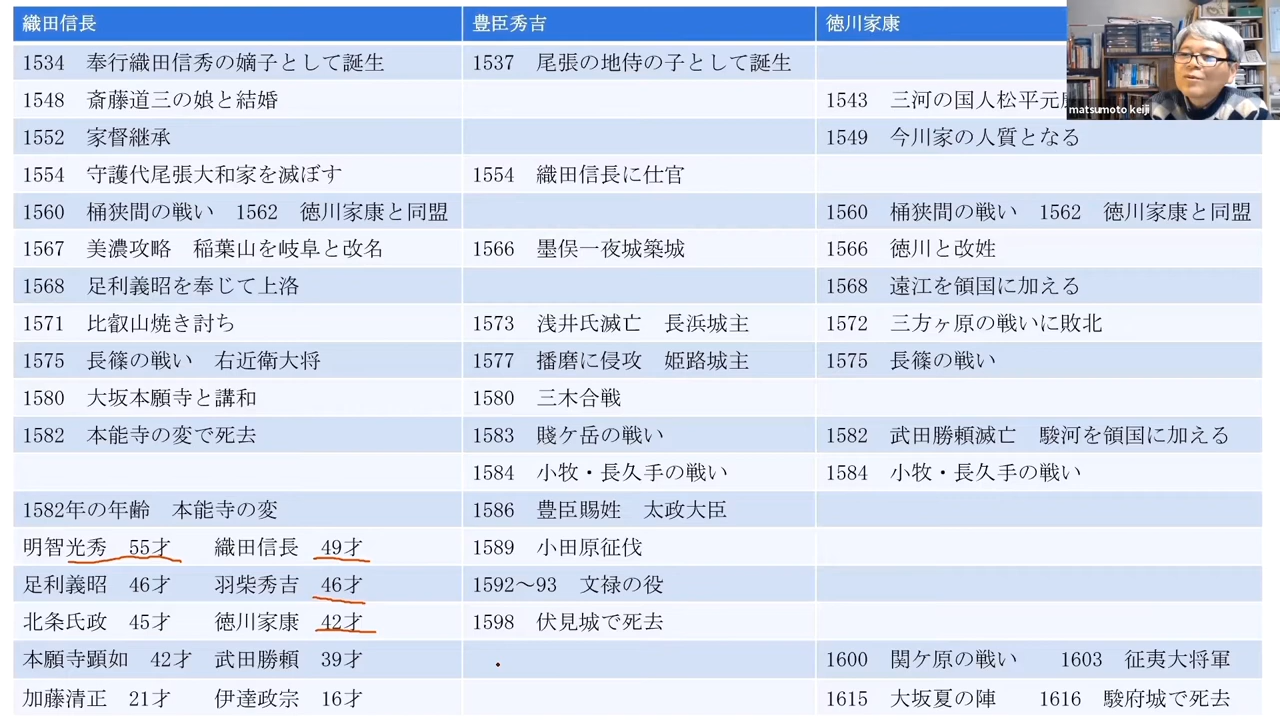 織田信長 豊臣秀吉 徳川家康
matsumoto keiji
1534 奉行織田信秀の嫡子として誕生 1537 尾張の地侍の子として誕生
1548 斎藤道三の娘と結婚 1543 三河の国人松平元
1552 家督継承 1549 今川家の人質となる
1554 守護代尾張大和家を滅ぼす 1554 織田信長に仕官
1560 桶狭間の戦い 1562 徳川家康と同盟 1560 桶狭間の戦い 1562 徳川家康と同盟
1567 美濃攻略 稲葉山を岐阜と改名 1566 墨俣一夜城築城 1566 徳川と改姓
1568 足利義昭を奉じて上洛 1568 遠江を領国に加える
1571 比叡山焼き討ち 1573 浅井氏滅亡 長浜城主 1572 三方ヶ原の戦いに敗北
1575 長篠の戦い 右近衛大将 1577 播磨に侵攻 姫路城主 1575 長篠の戦い
1580 大坂本願寺と講和 1580 三木合戦
1582 本能寺の変で死去 1583 賤ケ岳の戦い 1582 武田勝頼滅亡 駿河を領国に加える
1584 小牧・長久手の戦い 1584 小牧・長久手の戦い
1582年の年齢 本能寺の変 1586 豊臣賜姓 太政大臣
明智光秀 55才 織田信長 49才 1589 小田原征伐
足利義昭 46才 羽柴秀吉 46才 1592～93 文禄の役
北条氏政 45才 徳川家康 42才 1598 伏見城で死去
本願寺顕如 42才 武田勝頼 39才 1600 関ケ原の戦い 1603 征夷大将軍
加藤清正 21才 伊達政宗 16才 1615 大坂夏の陣 1616 駿府城で死去